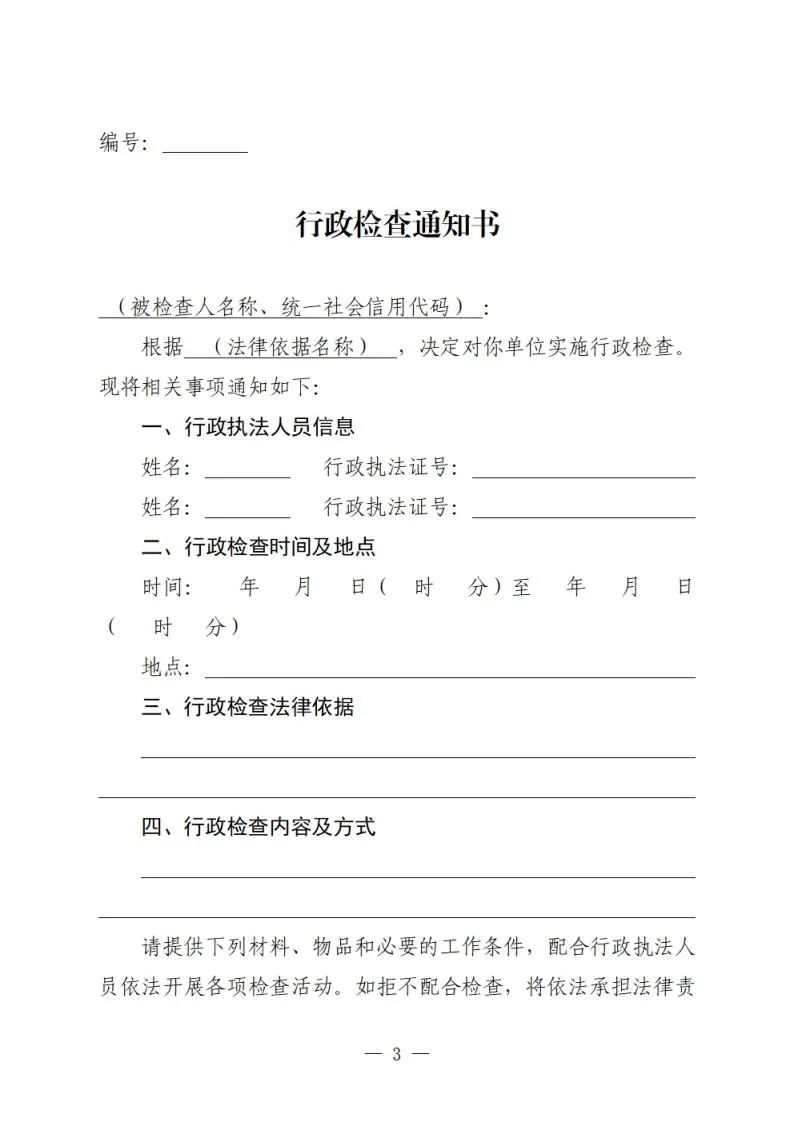 编号：________
行政检查通知书
（被检查人名称、统一社会信用代码）：
根据 （法律依据名称） ，决定对你单位实施行政检查。
现将相关事项通知如下：
一、行政执法人员信息
姓名：________ 行政执法证号：____________________
姓名：________ 行政执法证号：____________________
二、行政检查时间及地点
时间： 年 月 日（ 时 分）至 年 月 日
（ 时 分）
地点：____________________
三、行政检查法律依据
四、行政检查内容及方式
请提供下列材料、物品和必要的工作条件，配合行政执法人
员依法开展各项检查活动。如拒不配合检查，将依法承担法律责
— 3 —